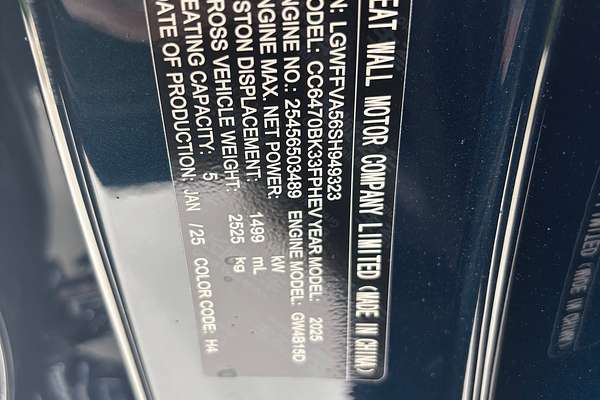 EAT WALL MOTOR COMPANY LIMITED (MADE IN CHINA)
N: LGWFFVA56SH949323
MODEL: CC6470BK33FPHEV YEAR MODEL: 2025
ENGINE NO.: 25456503489 ENGINE MODEL: GW4B15D
ENGINE MAX. NET POWER: kW
STON DISPLACEMENT: 1499 mL
ROSS VEHICLE WEIGHT: 2525 kg
EATING CAPACITY: 5
DATE OF PRODUCTION: JAN /25 COLOR CODE: H4